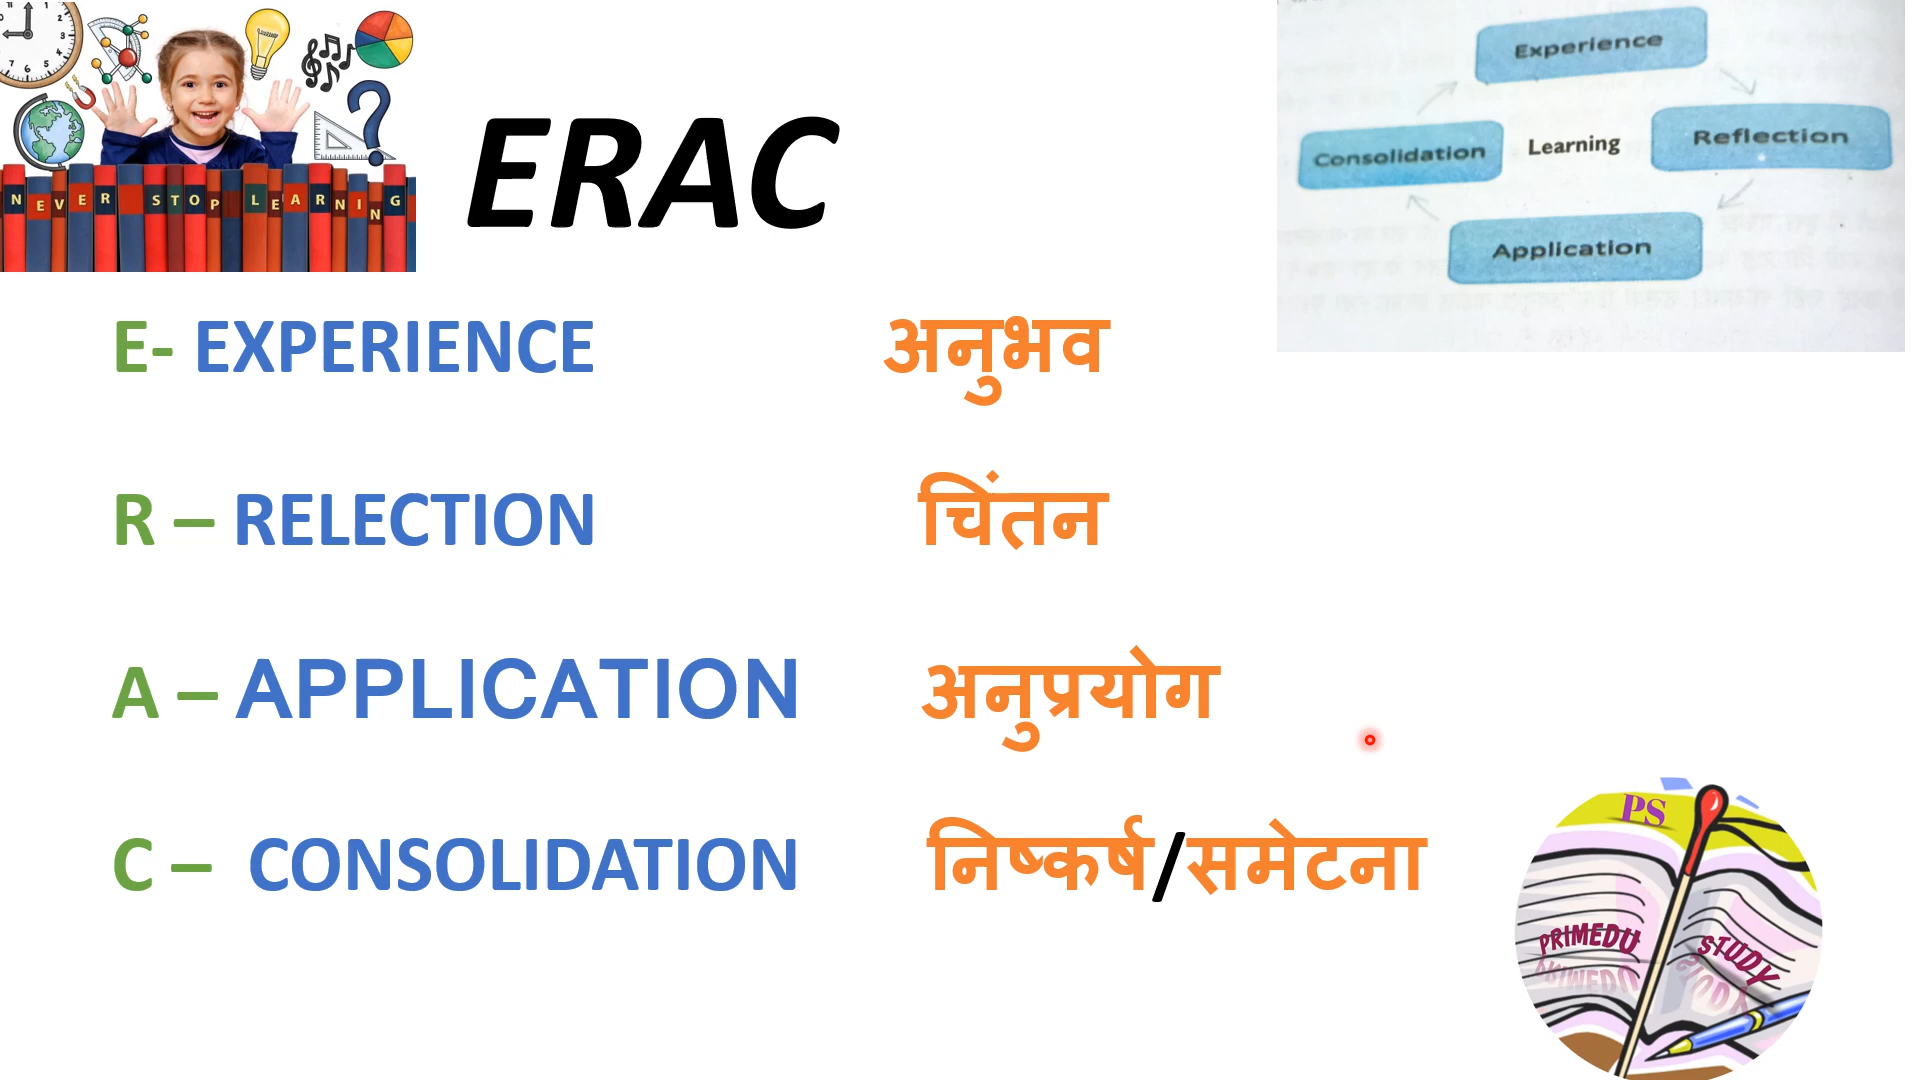 NEVER STOP LEARNING
ERAC
Experience
Reflection
Consolidation
Learning
Application
E- EXPERIENCE अनुभव
R – RELECTION चिंतन
A – APPLICATION अनुप्रयोग
C – CONSOLIDATION निष्कर्ष/समेटना
PS
PRIMEDU STUDY